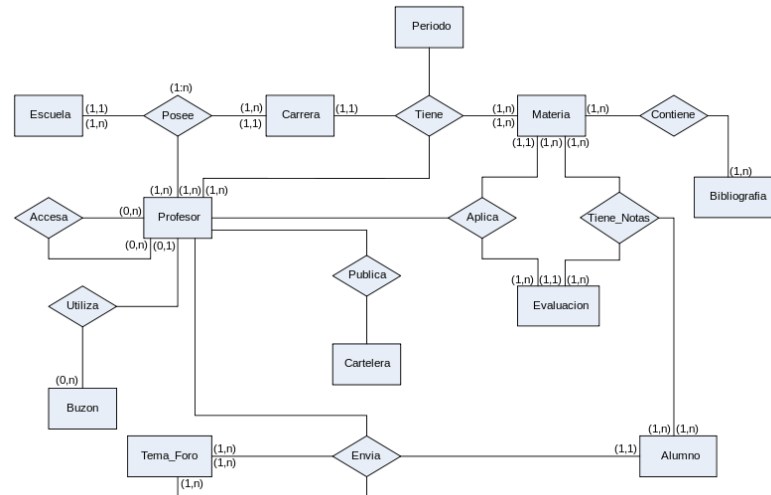 Periodo
(1:n)
Escuela
(1,1)
(1,n)
Posee
(1,n)
(1,1)
Carrera
(1,1)
Tiene
(1,n)
(1,n)
Materia
(1,n)
Contiene
(1,1) (1,n) (1,n)
(1,n)
Bibliografia
(1,n) (1,n) (1,n)
Accesa
(0,n)
Profesor
Aplica
Tiene_Notas
(0,n) (0,1)
Publica
Utiliza
(1,n) (1,1) (1,n)
Evaluacion
Cartelera
(0,n)
Buzon
(1,n) (1,n)
Tema_Foro
(1,n)
(1,n)
Envia
(1,1)
Alumno
(1,n)